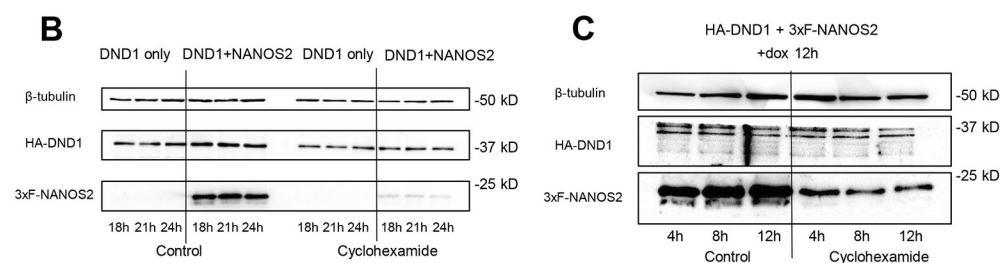 B
DND1 only DND1+NANOS2 DND1 only DND1+NANOS2
β-tubulin -50 kD
HA-DND1 -37 kD
-25 kD
3xF-NANOS2
18h 21h 24h 18h 21h 24h 18h 21h 24h 18h 21h 24h
Control Cyclohexamide
C
HA-DND1 + 3xF-NANOS2
+dox 12h
β-tubulin -50 kD
-37 kD
HA-DND1
-25 kD
3xF-NANOS2
4h 8h 12h 4h 8h 12h
Control Cyclohexamide